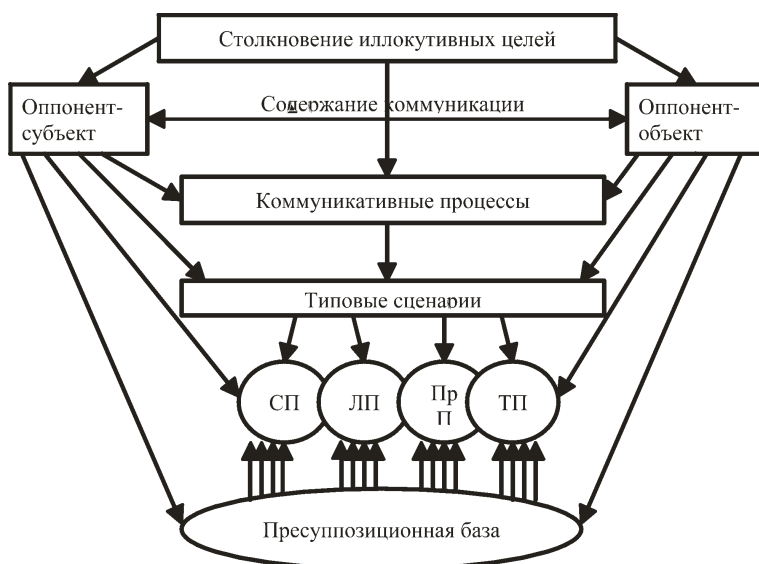 Столкновение иллокутивных целей
Оппонент-
субъект
Содержание коммуникации
Оппонент-
объект
Коммуникативные процессы
Типовые сценарии
СП
ЛП
Пр
П
ТП
Пресуппозиционная база